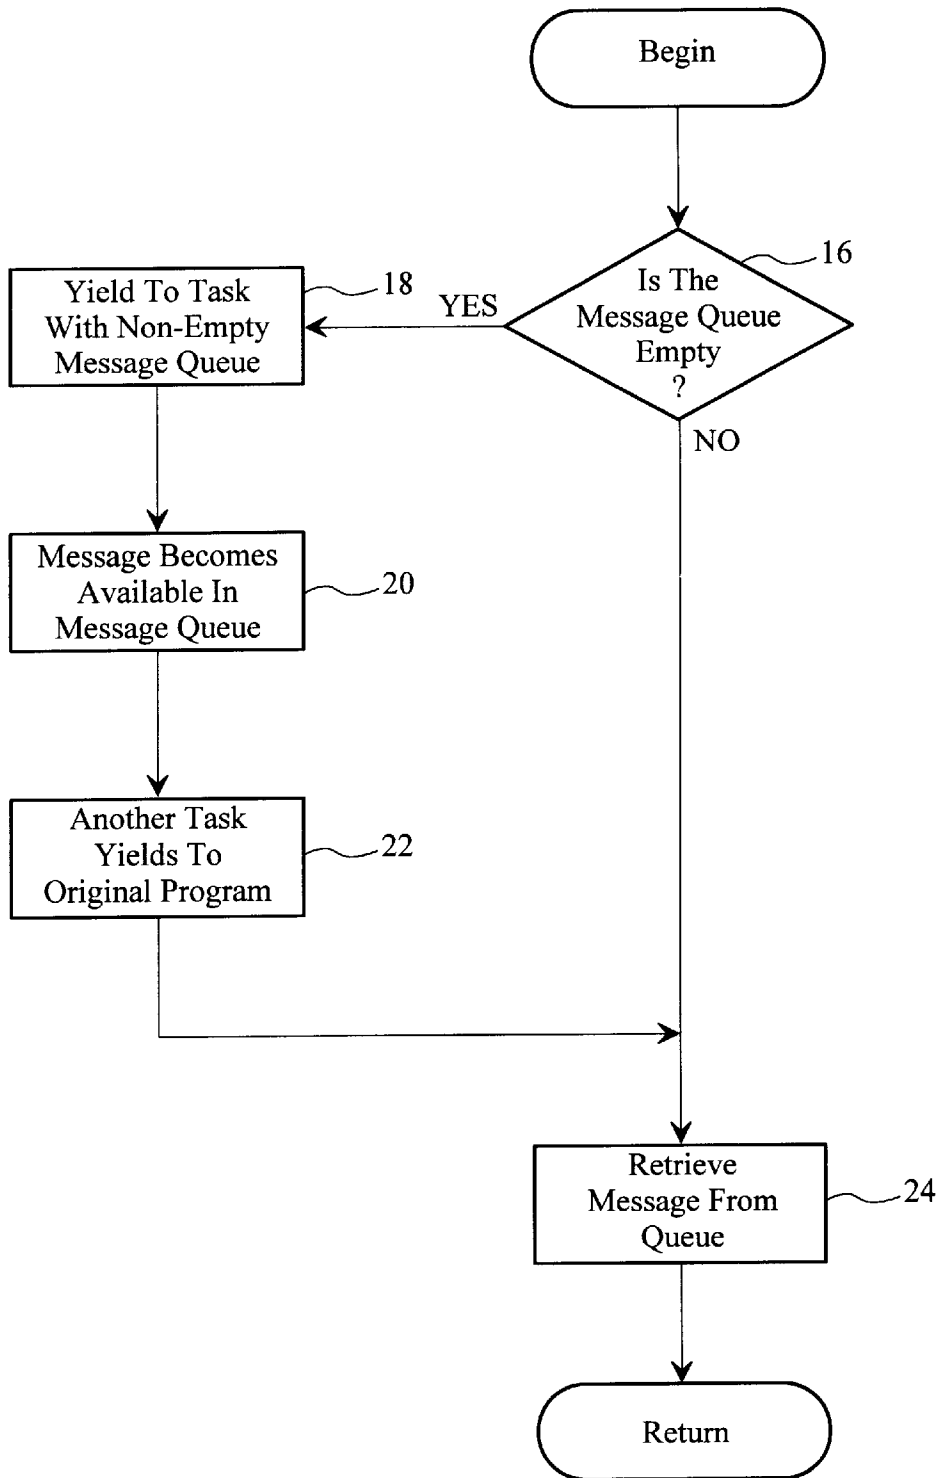 Begin
16
Is The
Message Queue
Empty
?
YES
18
Yield To Task
With Non-Empty
Message Queue
NO
Message Becomes
Available In
Message Queue
20
Another Task
Yields To
Original Program
22
Retrieve
Message From
Queue
24
Return